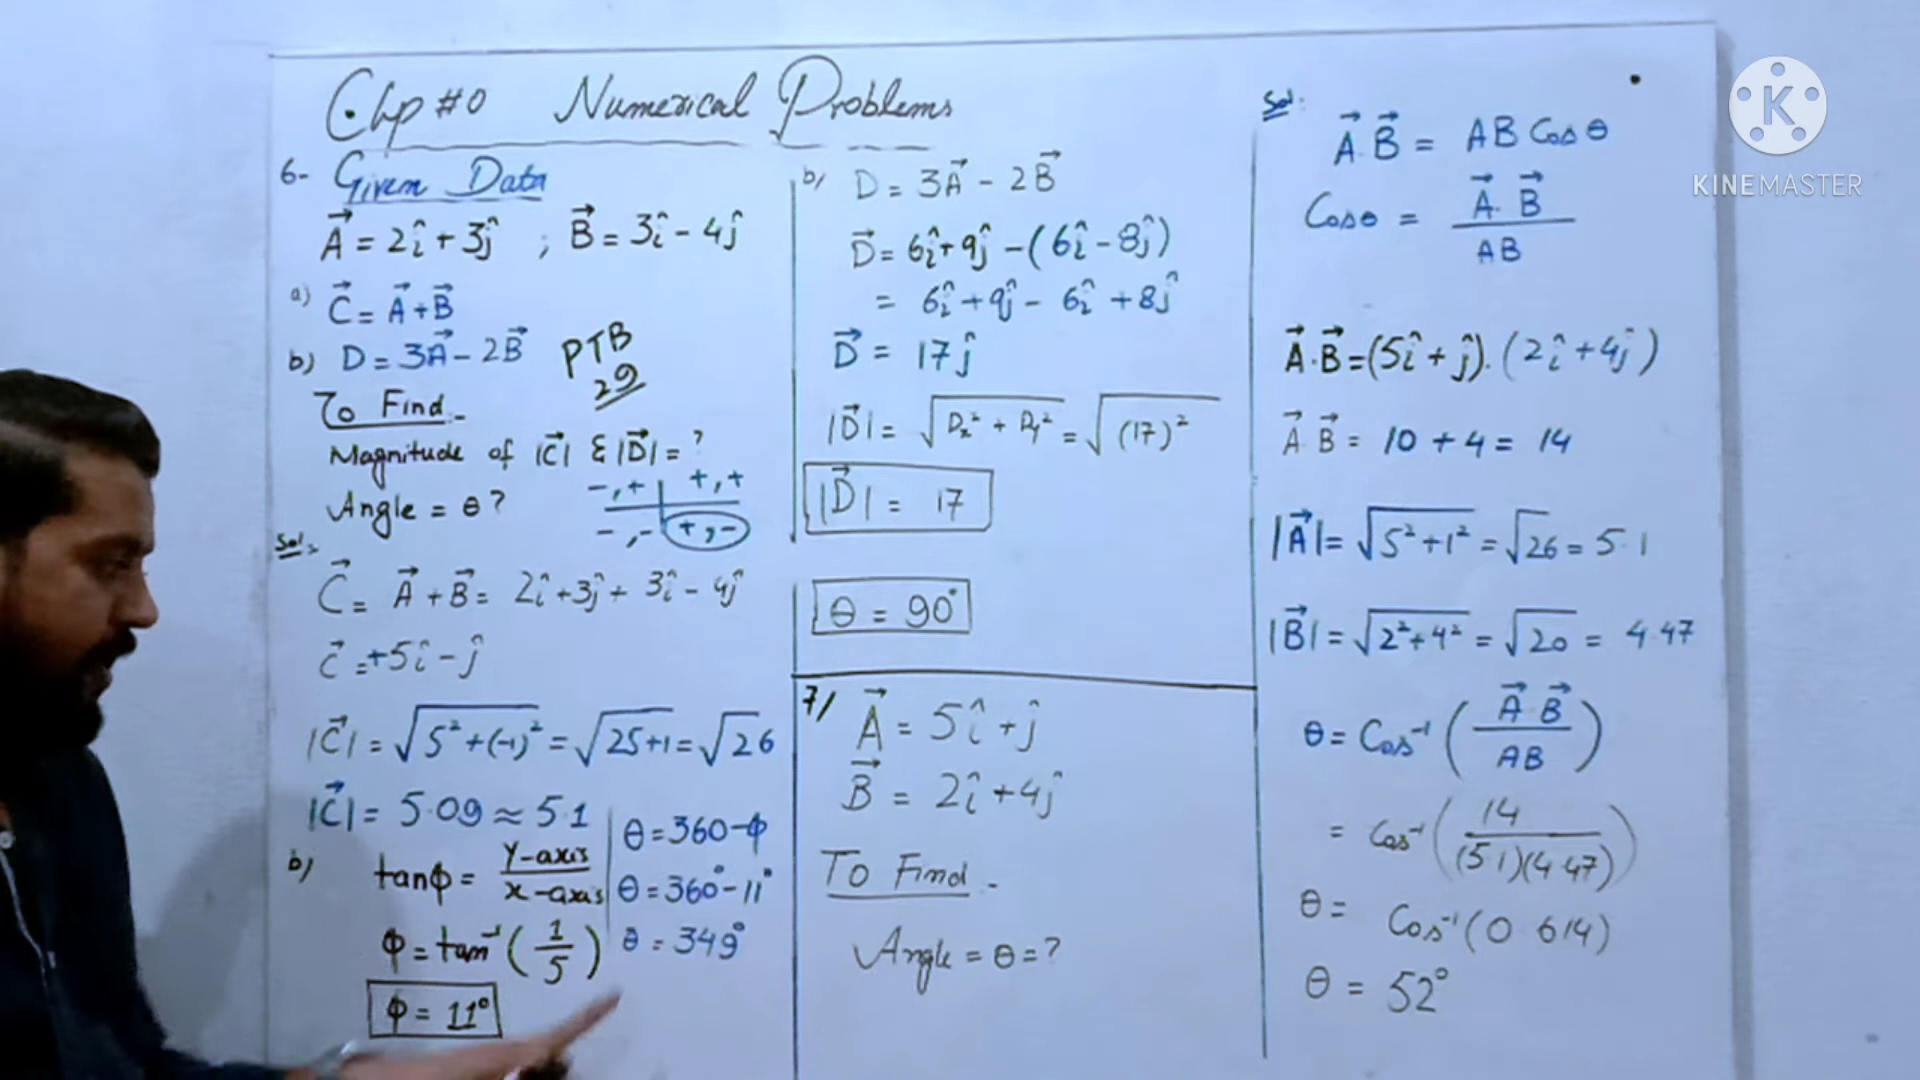 Chp #0 Numerical Problems
6- Given Data
A⃗ = 2î + 3ĵ ; B⃗ = 3î - 4ĵ
a) C⃗ = A⃗ + B⃗
b) D = 3A⃗ - 2B⃗
PTB
29
To Find -
Magnitude of |C⃗| & |D⃗| = ?
Angle = θ ?
-,+ +,+
-,- +,-
Sol:
C⃗ = A⃗ + B⃗ = 2î + 3ĵ + 3î - 4ĵ
C⃗ = +5î - ĵ
|C⃗| = √5² + (-1)² = √25+1 = √26
|C⃗| = 5.09 ≈ 5.1
b) tanφ = Y-axis / x-axis
φ = tan⁻¹ (1/5)
φ = 11°
θ = 360-φ
θ = 360° - 11°
θ = 349°
b) D = 3A⃗ - 2B⃗
D⃗ = 6î + 9ĵ - (6î - 8ĵ)
= 6î + 9ĵ - 6î + 8ĵ
D⃗ = 17ĵ
|D⃗| = √Dx² + Dy² = √(17)²
|D⃗| = 17
θ = 90°
7/ A⃗ = 5î + ĵ
B⃗ = 2î + 4ĵ
To Find -
Angle = θ = ?
Sol:
A⃗.B⃗ = AB Cosθ
Cosθ = A⃗.B⃗ / AB
A⃗.B⃗ = (5î + ĵ).(2î + 4ĵ)
A⃗.B⃗ = 10 + 4 = 14
|A⃗| = √5² + 1² = √26 = 5.1
|B⃗| = √2² + 4² = √20 = 4.47
θ = Cos⁻¹ (A⃗.B⃗ / AB)
= Cos⁻¹ (14 / (5.1)(4.47))
θ = Cos⁻¹ (0.614)
θ = 52°
K
KINEMASTER